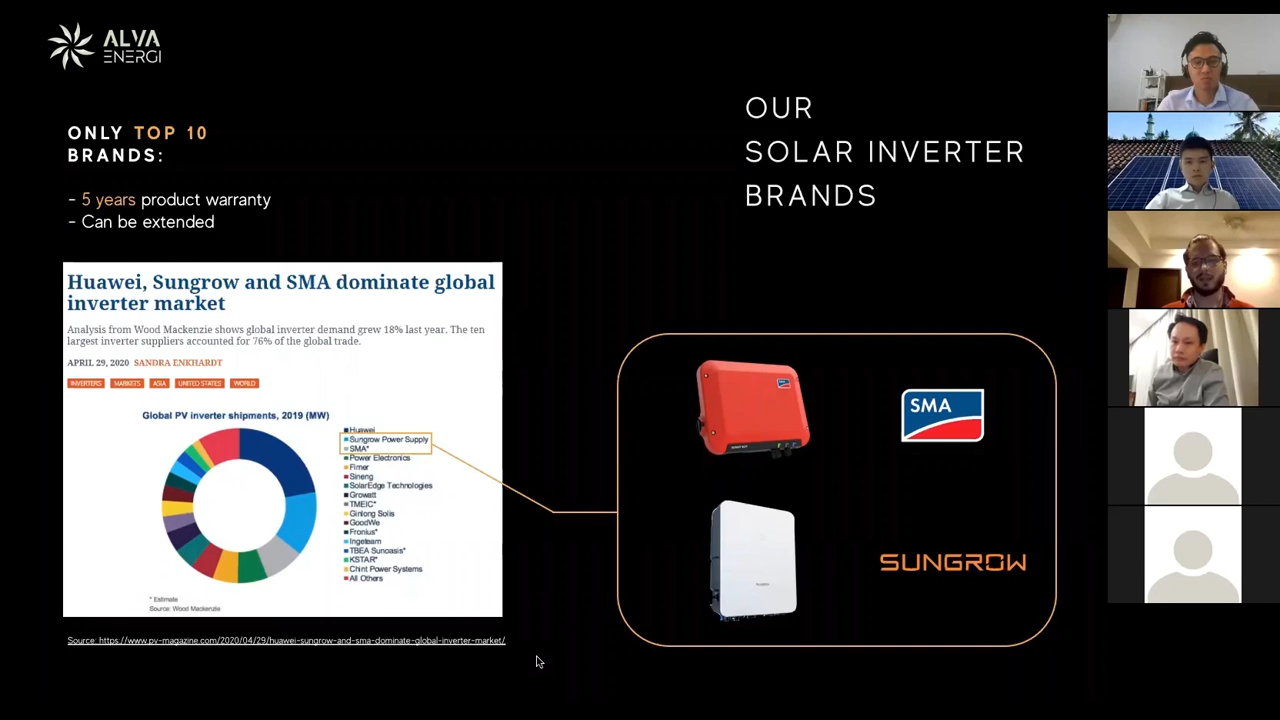 ALVA
ENERGI
ONLY TOP 10
BRANDS:
- 5 years product warranty
- Can be extended
OUR
SOLAR INVERTER
BRANDS
Huawei, Sungrow and SMA dominate global
inverter market
Analysis from Wood Mackenzie shows global inverter demand grew 18% last year. The ten
largest inverter suppliers accounted for 76% of the global trade.
APRIL 29, 2020 SANDRA ENKHARDT
INVERTERS MARKETS ASIA UNITED STATES WORLD
Global PV inverter shipments, 2019 (MW)
Huawei
Sungrow Power Supply
SMA*
Power Electronics
Fimer
Sineng
SolarEdge Technologies
Growatt
TMEIC*
Ginlong Solis
GoodWe
Fronius*
Ingeteam
TBEA Sunoasis*
KSTAR*
Chint Power Systems
All Others
* Estimate
Source: Wood Mackenzie
Source: https://www.pv-magazine.com/2020/04/29/huawei-sungrow-and-sma-dominate-global-inverter-market/
SMA
SUNGROW